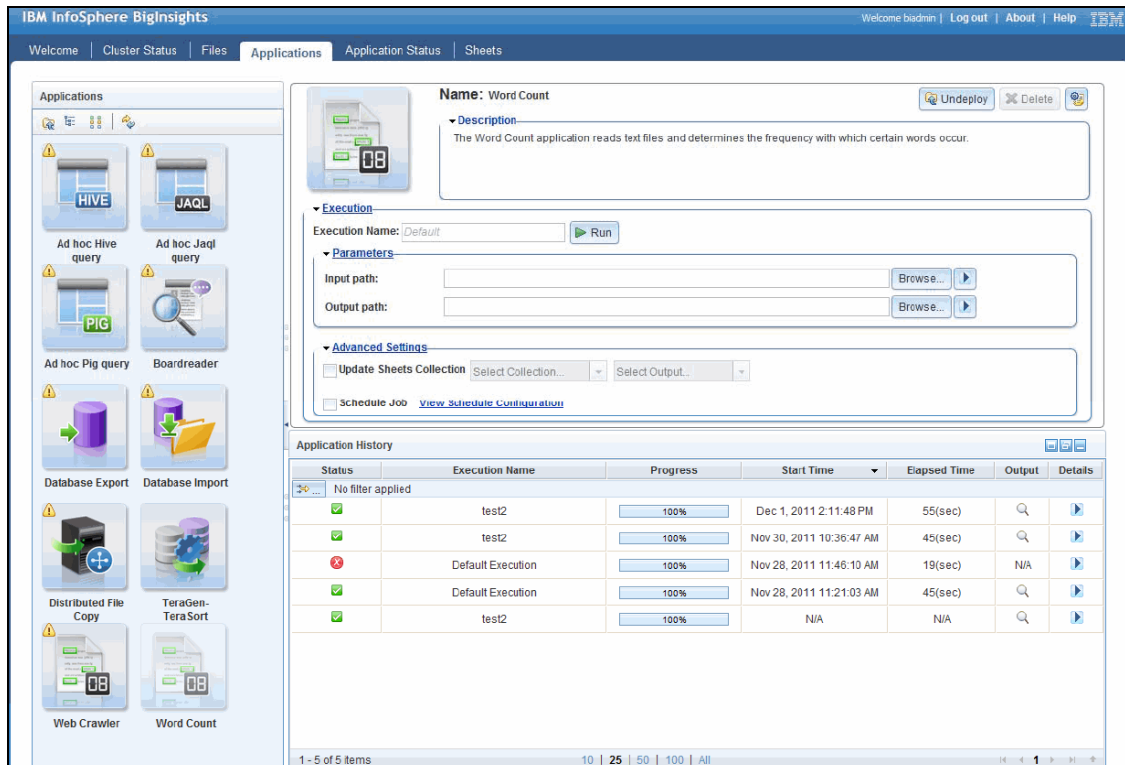 IBM InfoSphere BigInsights
Welcome biadmin | Log out | About | Help IBM
Welcome | Cluster Status | Files | Applications | Application Status | Sheets
Applications
HIVE
Ad hoc Hive query
JAQL
Ad hoc Jaql query
PIG
Ad hoc Pig query
Boardreader
Database Export
Database Import
Distributed File Copy
TeraGen-TeraSort
08
Web Crawler
08
Word Count
08
Name: Word Count
Undeploy
Delete
Description
The Word Count application reads text files and determines the frequency with which certain words occur.
Execution
Execution Name: Default Run
Parameters
Input path: Browse...
Output path: Browse...
Advanced Settings
Update Sheets Collection Select Collection... Select Output...
Schedule Job View Schedule Configuration
Application History
Status Execution Name Progress Start Time Elapsed Time Output Details
... No filter applied
test2 100% Dec 1, 2011 2:11:48 PM 55(sec)
test2 100% Nov 30, 2011 10:36:47 AM 45(sec)
Default Execution 100% Nov 28, 2011 11:46:10 AM 19(sec) N/A
Default Execution 100% Nov 28, 2011 11:21:03 AM 45(sec)
test2 100% N/A N/A
1 - 5 of 5 items 10 | 25 | 50 | 100 | All 1